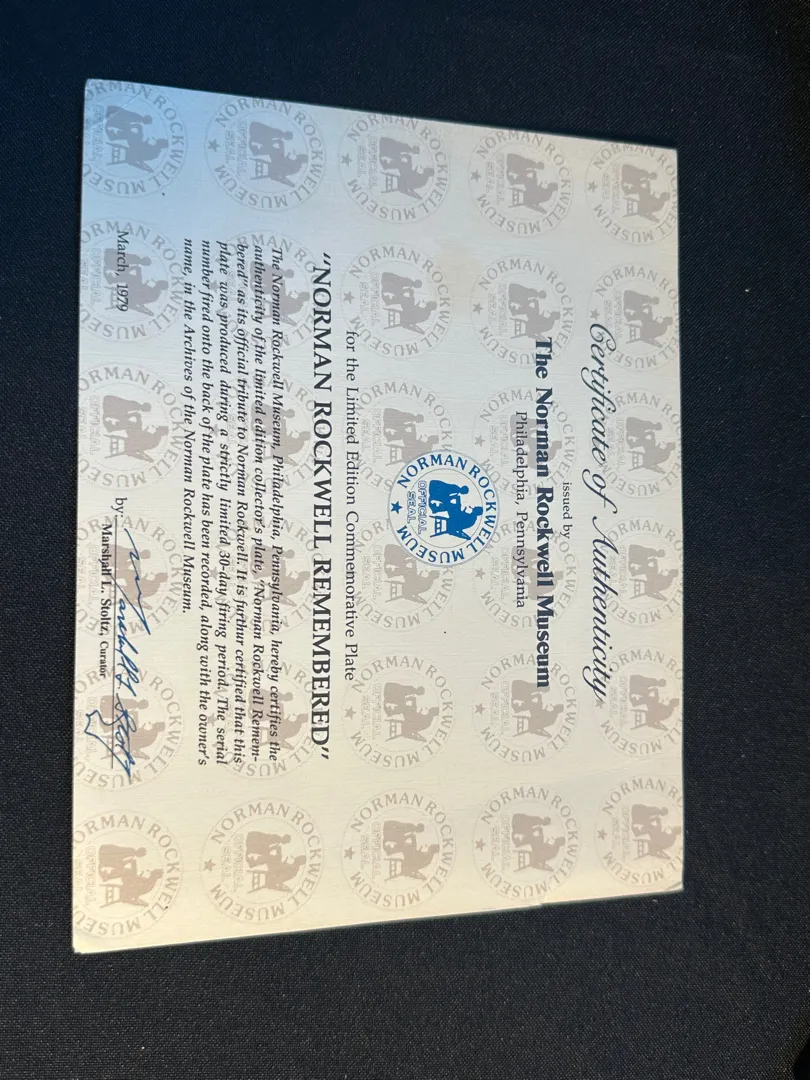 Certificate of Authenticity
issued by
The Norman Rockwell Museum
Philadelphia, Pennsylvania
NORMAN ROCKWELL MUSEUM
OFFICIAL
SEAL
for the Limited Edition Commemorative Plate
"NORMAN ROCKWELL REMEMBERED"
The Norman Rockwell Museum, Philadelphia, Pennsylvania, hereby certifies the
authenticity of the limited edition collector's plate, "Norman Rockwell Remem-
bered" as its official tribute to Norman Rockwell. It is furthur certified that this
plate was produced during a strictly limited 30-day firing period. The serial
number fired onto the back of the plate has been recorded, along with the owner's
name, in the Archives of the Norman Rockwell Museum.
March, 1979
by: Marshall L. Stoltz
Marshall L. Stoltz, Curator